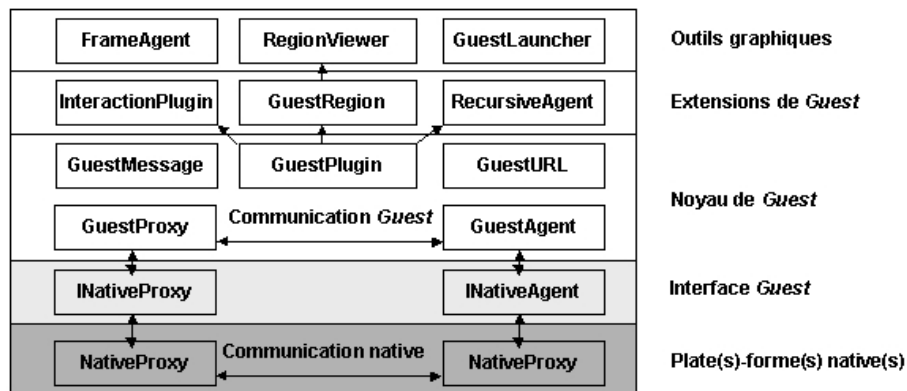 FrameAgent RegionViewer GuestLauncher Outils graphiques
InteractionPlugin GuestRegion RecursiveAgent Extensions de Guest
GuestMessage GuestPlugin GuestURL
Noyau de Guest
GuestProxy Communication Guest GuestAgent
INativeProxy INativeAgent Interface Guest
NativeProxy Communication native NativeProxy Plate(s)-forme(s) native(s)